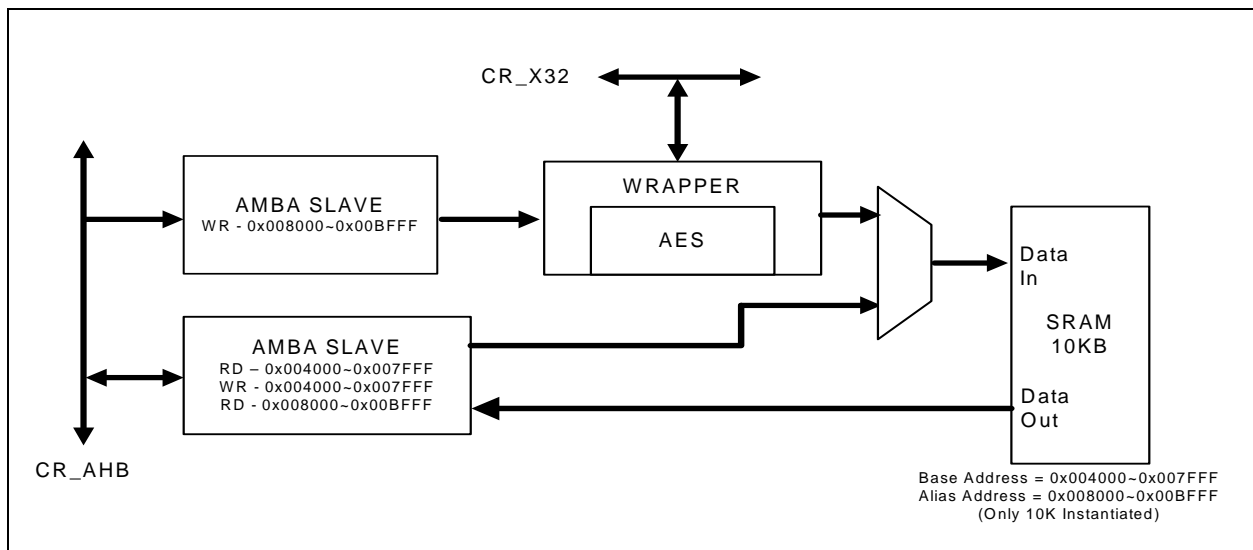 CR_X32
WRAPPER
AES
AMBA SLAVE
WR - 0x008000~0x00BFFF
AMBA SLAVE
RD – 0x004000~0x007FFF
WR - 0x004000~0x007FFF
RD - 0x008000~0x00BFFF
Data
In
SRAM
10KB
Data
Out
CR_AHB
Base Address = 0x004000~0x007FFF
Alias Address = 0x008000~0x00BFFF
(Only 10K Instantiated)